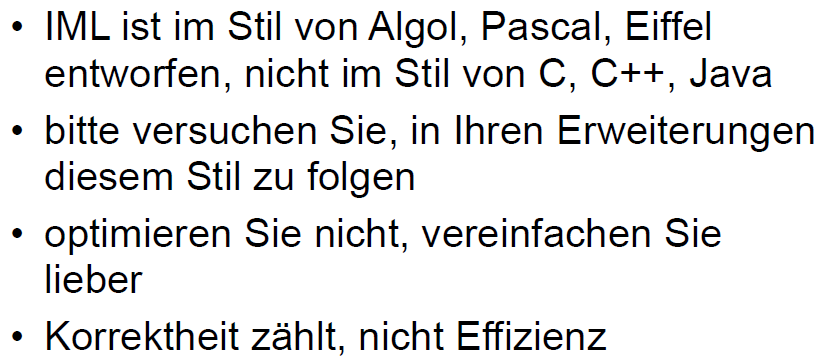 • IML ist im Stil von Algol, Pascal, Eiffel
entworfen, nicht im Stil von C, C++, Java
• bitte versuchen Sie, in Ihren Erweiterungen
diesem Stil zu folgen
• optimieren Sie nicht, vereinfachen Sie
lieber
• Korrektheit zählt, nicht Effizienz